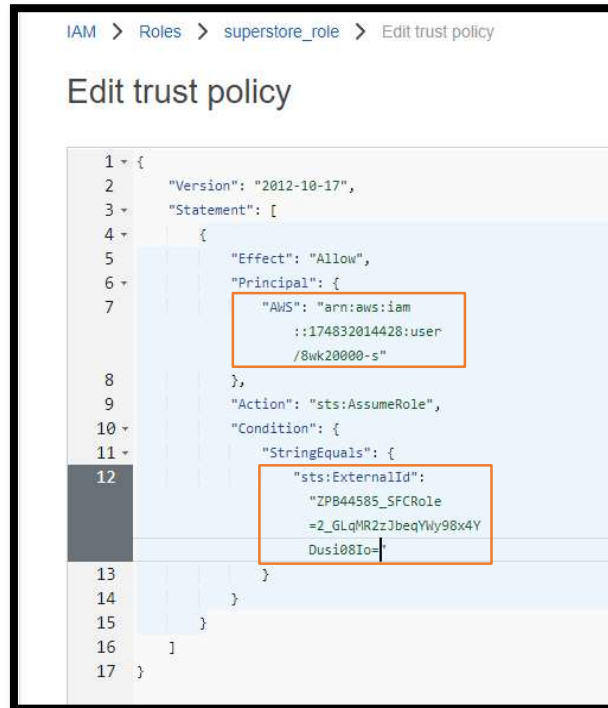 IAM > Roles > superstore_role > Edit trust policy
Edit trust policy
1 {
2 "Version": "2012-10-17",
3 "Statement": [
4 {
5 "Effect": "Allow",
6 "Principal": {
7 "AWS": "arn:aws:iam
::174832014428:user
/8wk20000-s"
8 },
9 "Action": "sts:AssumeRole",
10 "Condition": {
11 "StringEquals": {
12 "sts:ExternalId":
"ZPB44585_SFCRole
=2_GLqMR2zJbeqYWy98x4Y
Dusi08Io="
13 }
14 }
15 }
16 ]
17 }